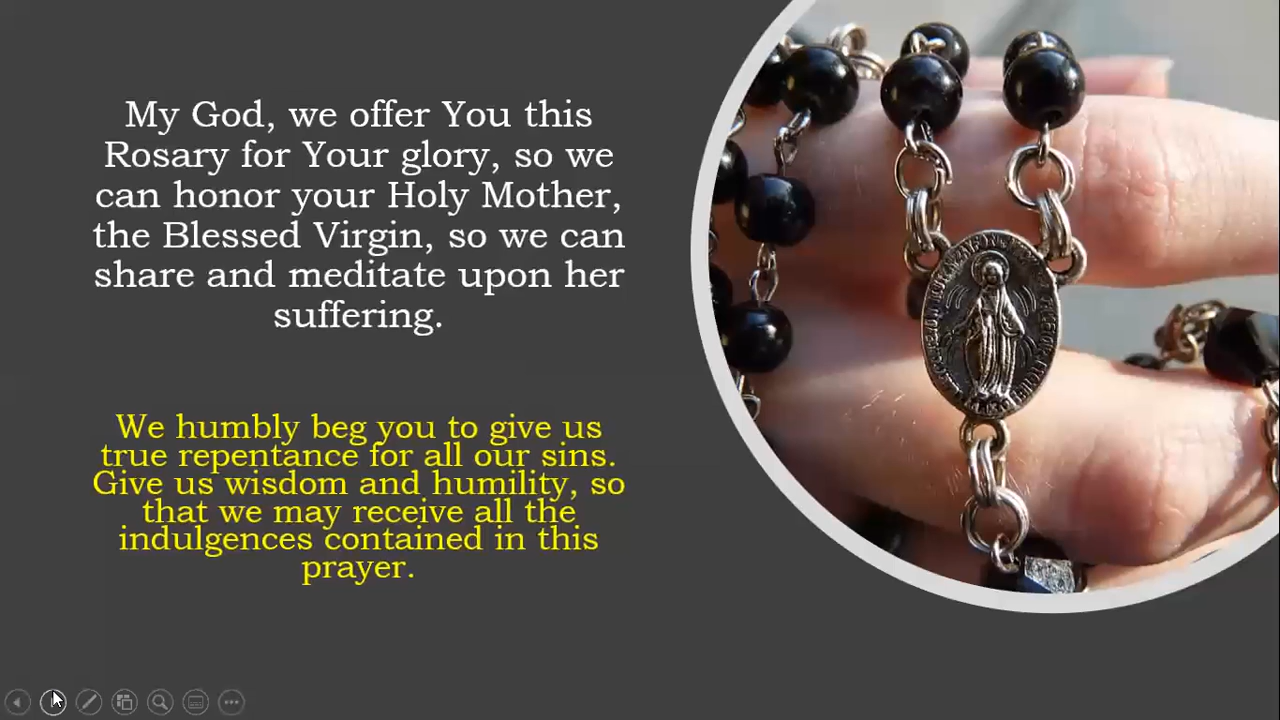 My God, we offer You this
Rosary for Your glory, so we
can honor your Holy Mother,
the Blessed Virgin, so we can
share and meditate upon her
suffering.
We humbly beg you to give us
true repentance for all our sins.
Give us wisdom and humility, so
that we may receive all the
indulgences contained in this
prayer.